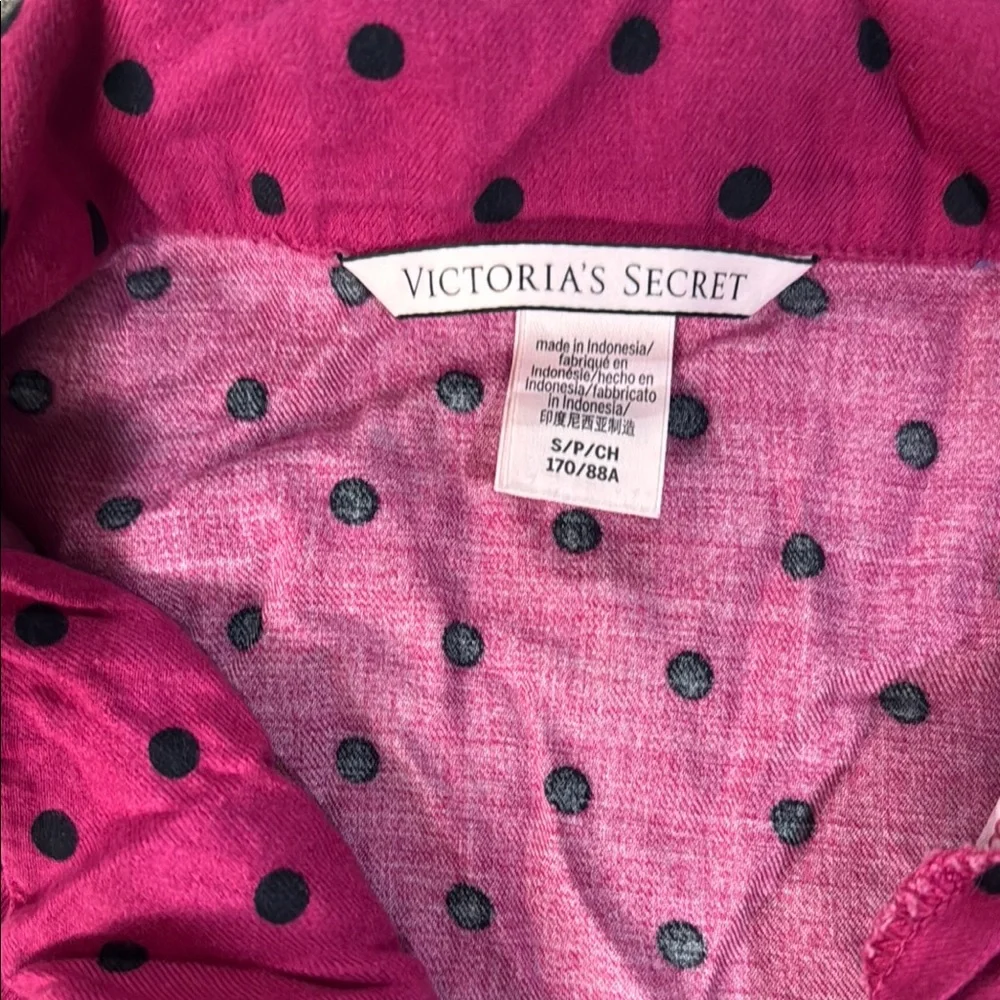 VICTORIA'S SECRET
made in Indonesia/
fabriqué en
Indonésie/hecho en
Indonesia/fabbricato
in Indonesia/
印度尼西亚制造
S/P/CH
170/88A